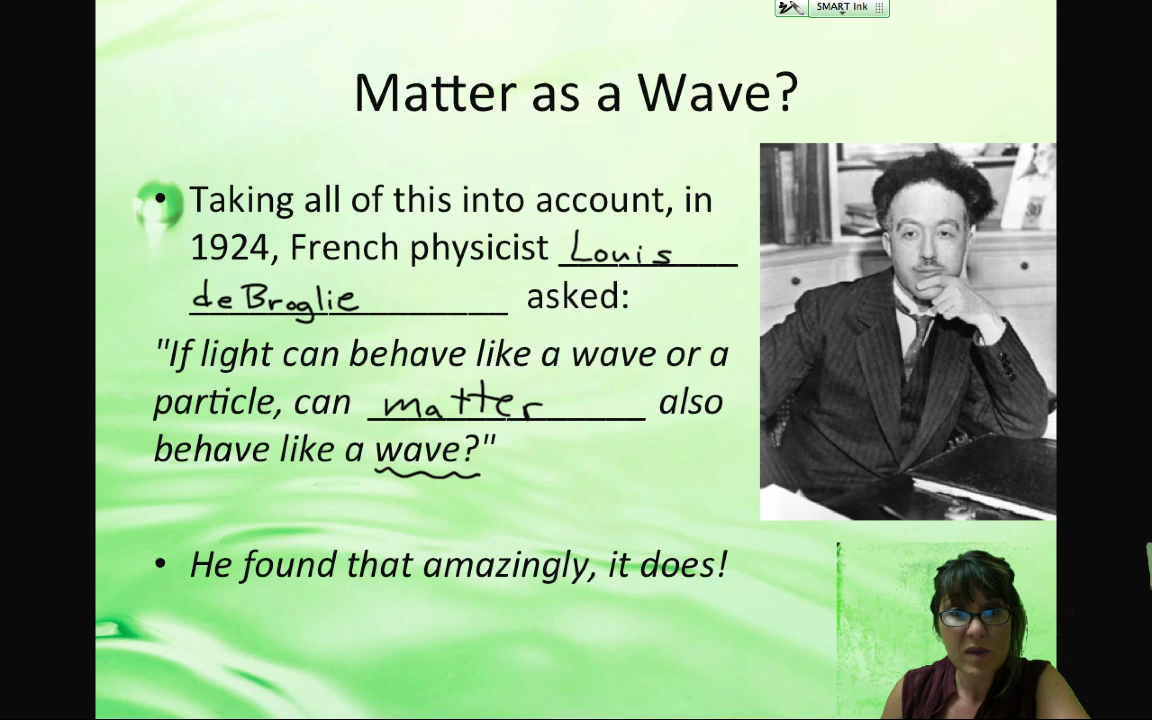 SMART Ink
Matter as a Wave?
• Taking all of this into account, in
1924, French physicist Louis
de Broglie asked:
"If light can behave like a wave or a
particle, can matter also
behave like a wave?"
• He found that amazingly, it does!